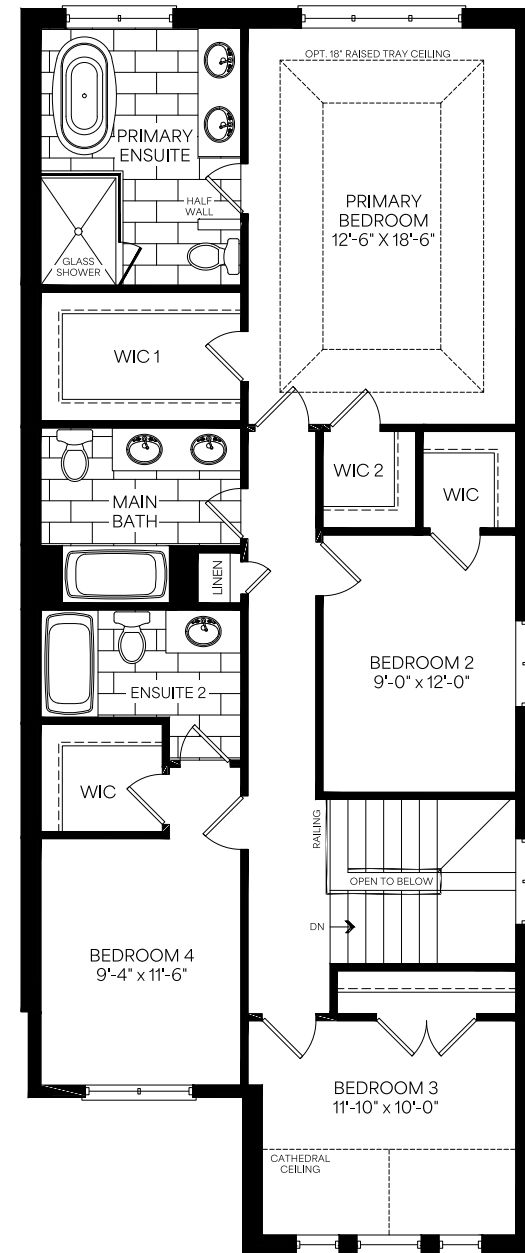 OPT. 18" RAISED TRAY CEILING
PRIMARY
ENSUITE
HALF
WALL
GLASS
SHOWER
PRIMARY
BEDROOM
12'-6" X 18'-6"
WIC 1
WIC 2
WIC
MAIN
BATH
LINEN
BEDROOM 2
9'-0" x 12'-0"
ENSUITE 2
WIC
RAILING
OPEN TO BELOW
DN
BEDROOM 4
9'-4" x 11'-6"
BEDROOM 3
11'-10" x 10'-0"
CATHEDRAL
CEILING